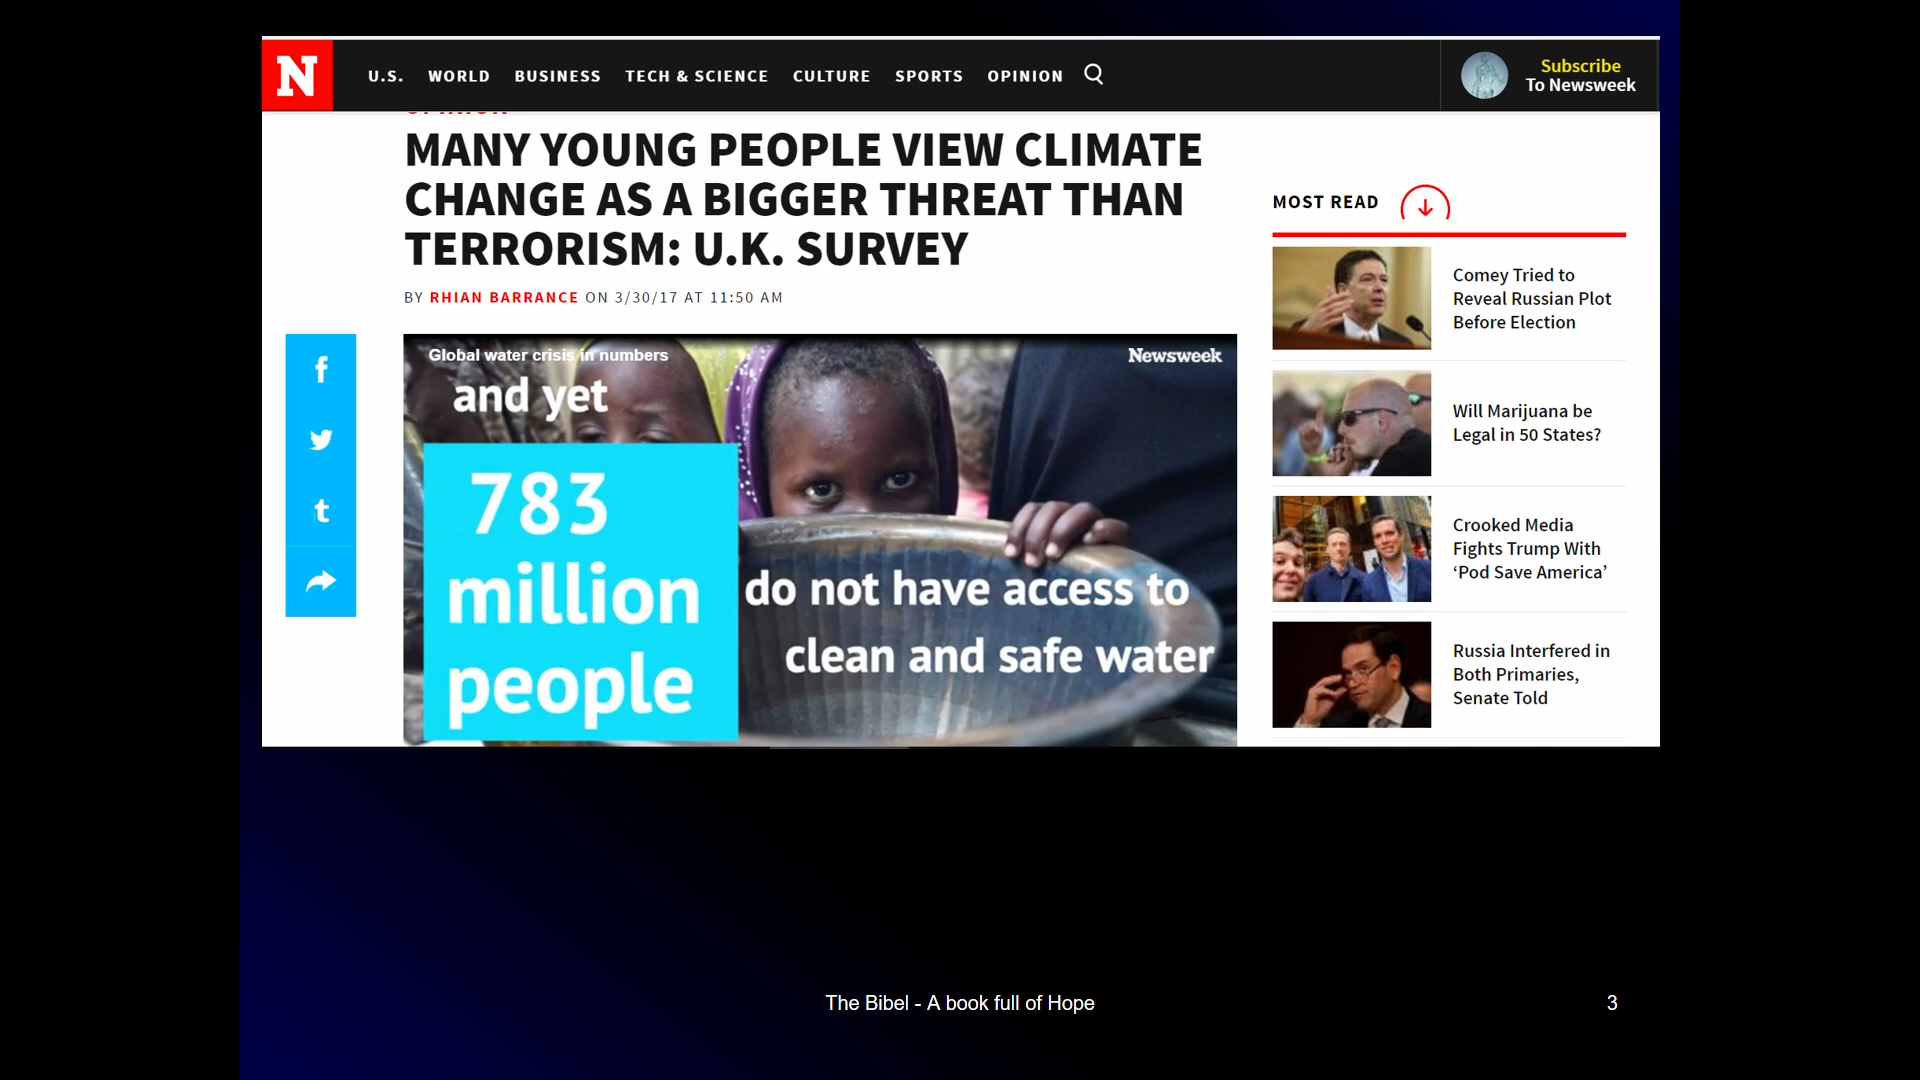 N
U.S. WORLD BUSINESS TECH & SCIENCE CULTURE SPORTS OPINION
Subscribe
To Newsweek
OPINION
MANY YOUNG PEOPLE VIEW CLIMATE
CHANGE AS A BIGGER THREAT THAN
TERRORISM: U.K. SURVEY
BY RHIAN BARRANCE ON 3/30/17 AT 11:50 AM
f
t
Global water crisis in numbers
Newsweek
and yet
783
million
people
do not have access to
clean and safe water
MOST READ
Comey Tried to
Reveal Russian Plot
Before Election
Will Marijuana be
Legal in 50 States?
Crooked Media
Fights Trump With
‘Pod Save America’
Russia Interfered in
Both Primaries,
Senate Told
The Bibel - A book full of Hope
3